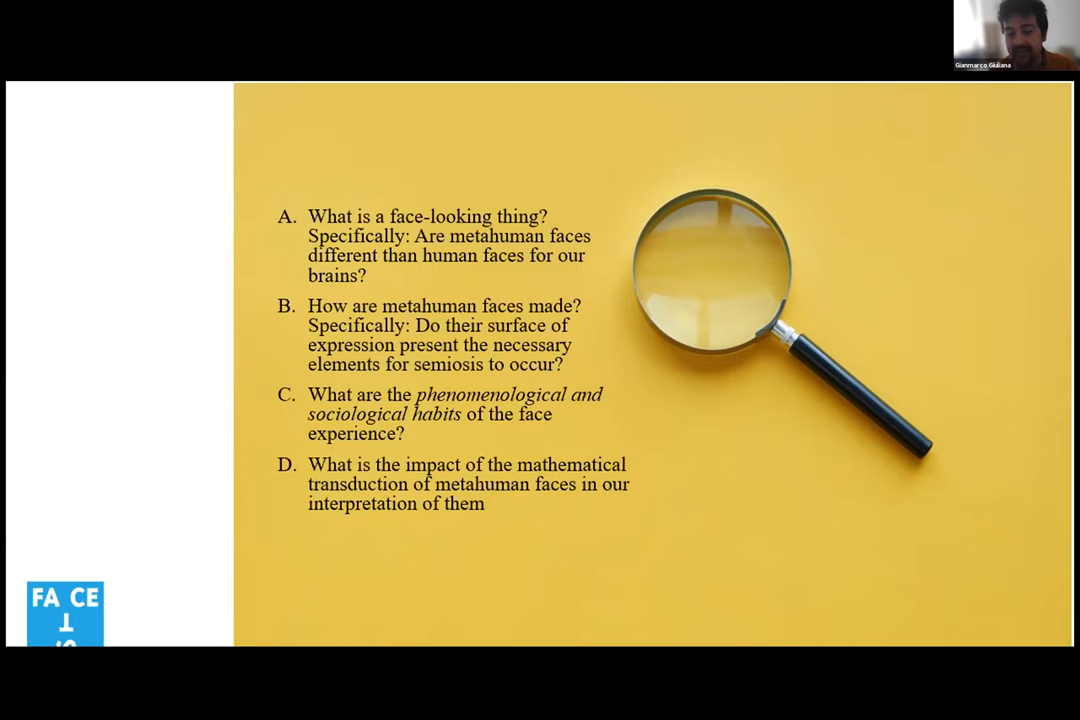 Gianmarco Giuliana
A. What is a face-looking thing?
Specifically: Are metahuman faces
different than human faces for our
brains?
B. How are metahuman faces made?
Specifically: Do their surface of
expression present the necessary
elements for semiosis to occur?
C. What are the phenomenological and
sociological habits of the face
experience?
D. What is the impact of the mathematical
transduction of metahuman faces in our
interpretation of them
FA CE
T